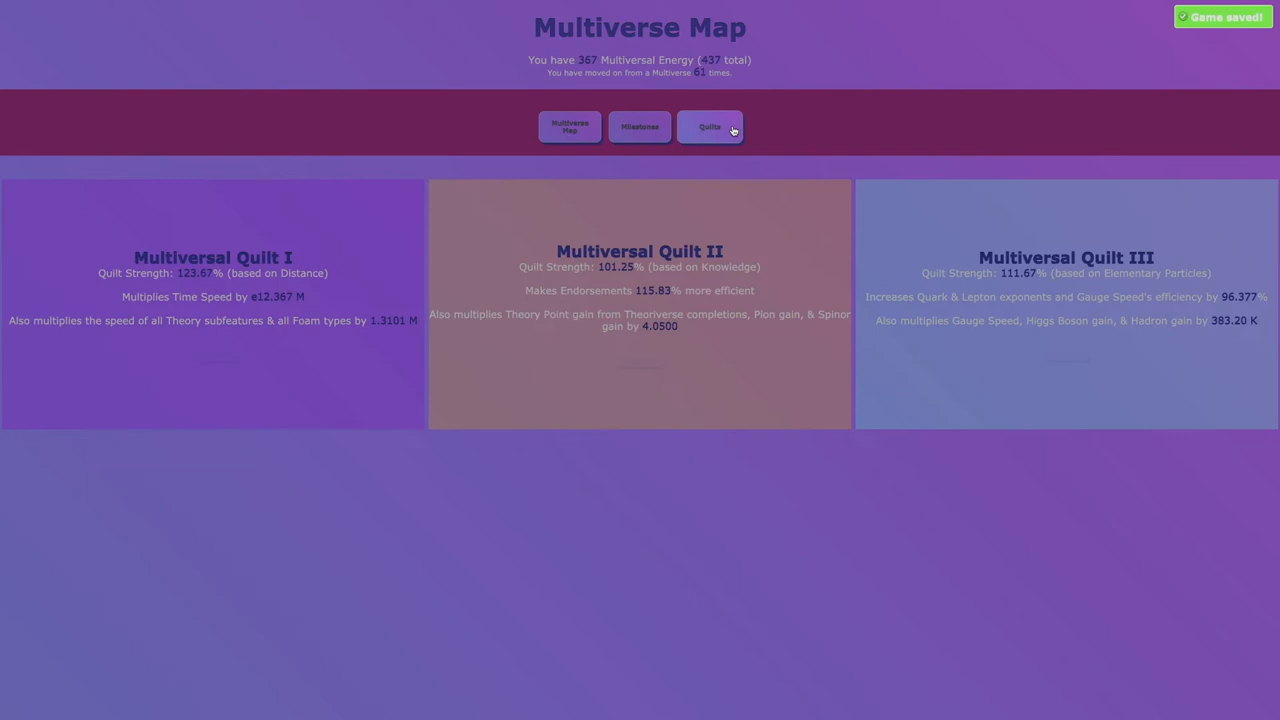 Multiverse Map
Game saved!
You have 367 Multiversal Energy (437 total)
You have moved on from a Multiverse 61 times.
Multiverse
Map
Milestones
Quilts
Multiversal Quilt I
Quilt Strength: 123.67% (based on Distance)
Multiplies Time Speed by e12.367 M
Also multiplies the speed of all Theory subfeatures & all Foam types by 1.3101 M
Multiversal Quilt II
Quilt Strength: 101.25% (based on Knowledge)
Makes Endorsements 115.83% more efficient
Also multiplies Theory Point gain from Theoriverse completions, Pion gain, & Spinor
gain by 4.0500
Multiversal Quilt III
Quilt Strength: 111.67% (based on Elementary Particles)
Increases Quark & Lepton exponents and Gauge Speed's efficiency by 96.377%
Also multiplies Gauge Speed, Higgs Boson gain, & Hadron gain by 383.20 K